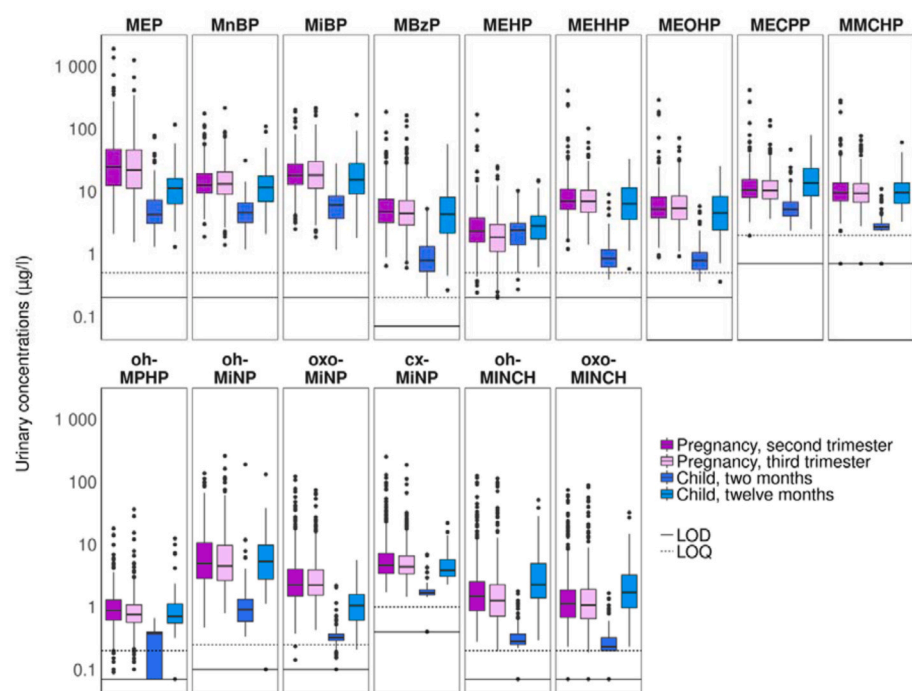 MEP MnBP MiBP MBzP MEHP MEHHP MEOHP MECPP MMCHP
1 000
100
10
1
0.1
Urinary concentrations (µg/l)
oh- oh- oxo- cx- oh- oxo-
MPHP MiNP MiNP MiNP MINCH MINCH
1 000
100
10
1
0.1
Pregnancy, second trimester
Pregnancy, third trimester
Child, two months
Child, twelve months
LOD
LOQ